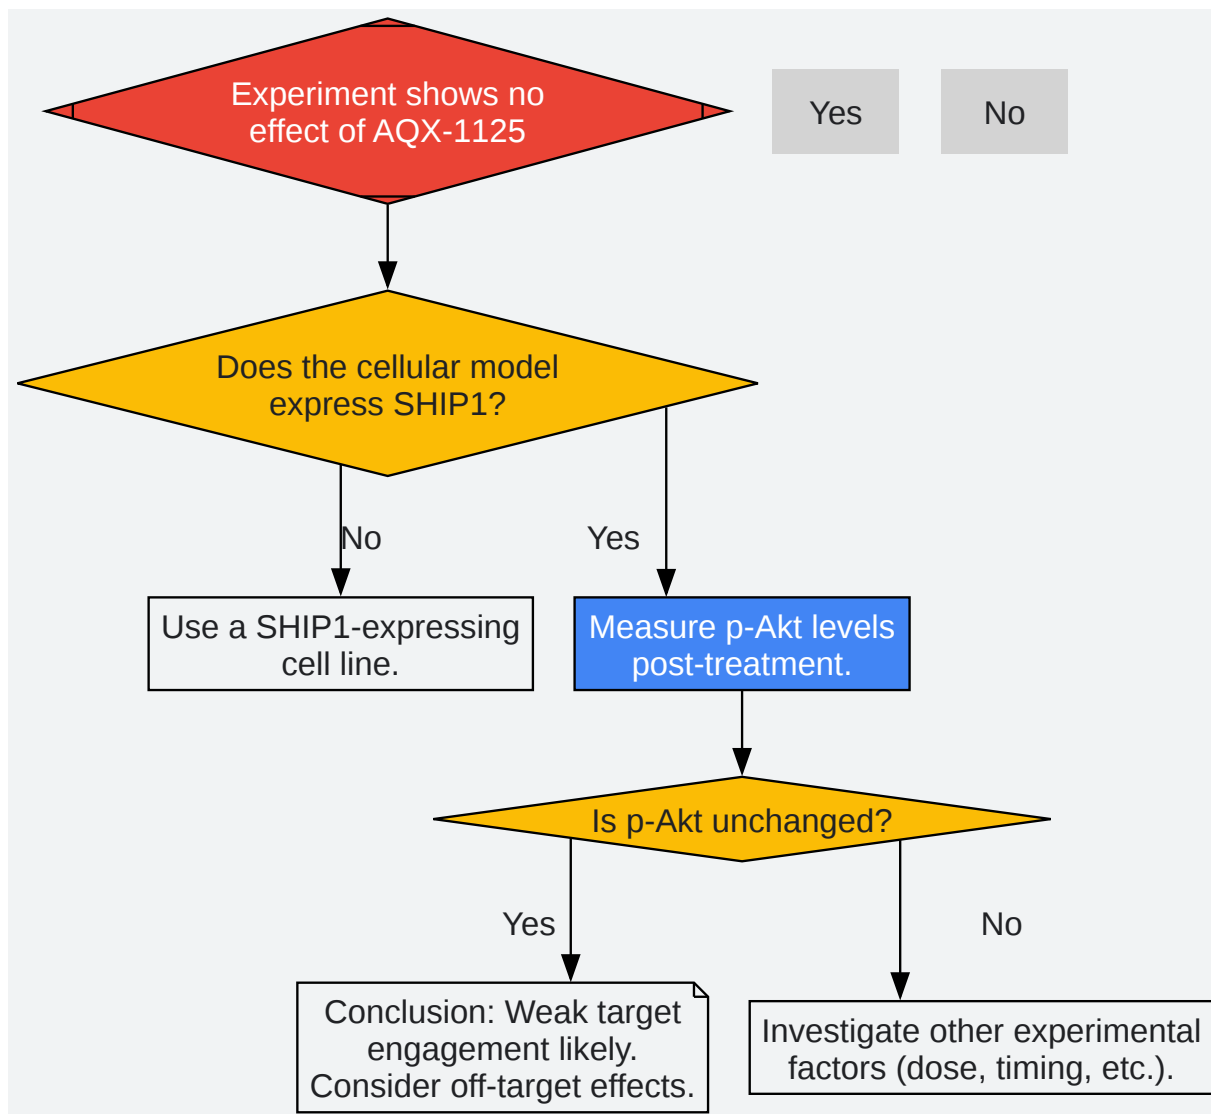 Experiment shows no
effect of AQX-1125
Yes
No
Does the cellular model
express SHIP1?
No
Yes
Use a SHIP1-expressing
cell line.
Measure p-Akt levels
post-treatment.
Is p-Akt unchanged?
Yes
No
Conclusion: Weak target
engagement likely.
Consider off-target effects.
Investigate other experimental
factors (dose, timing, etc.).